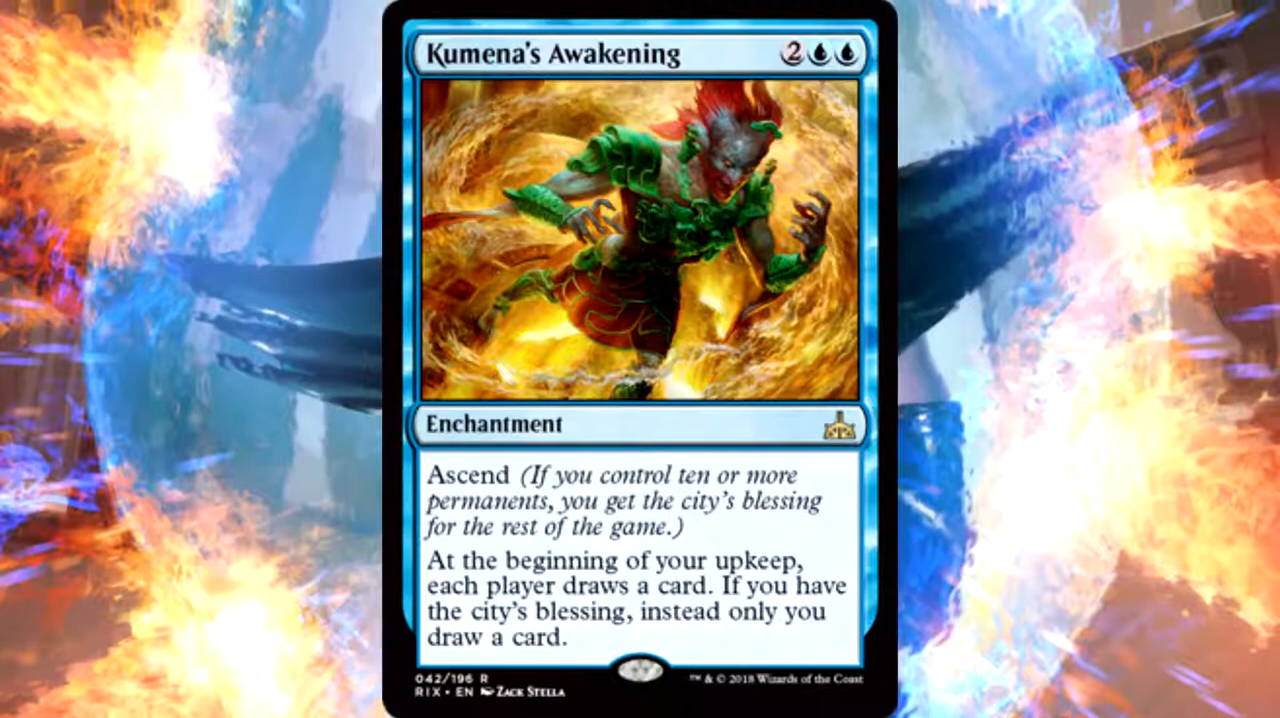 Kumena's Awakening 2
Enchantment
Ascend (If you control ten or more
permanents, you get the city's blessing
for the rest of the game.)
At the beginning of your upkeep,
each player draws a card. If you have
the city's blessing, instead only you
draw a card.
042/196 R
RIX • EN Zack Stella
™ & © 2018 Wizards of the Coast